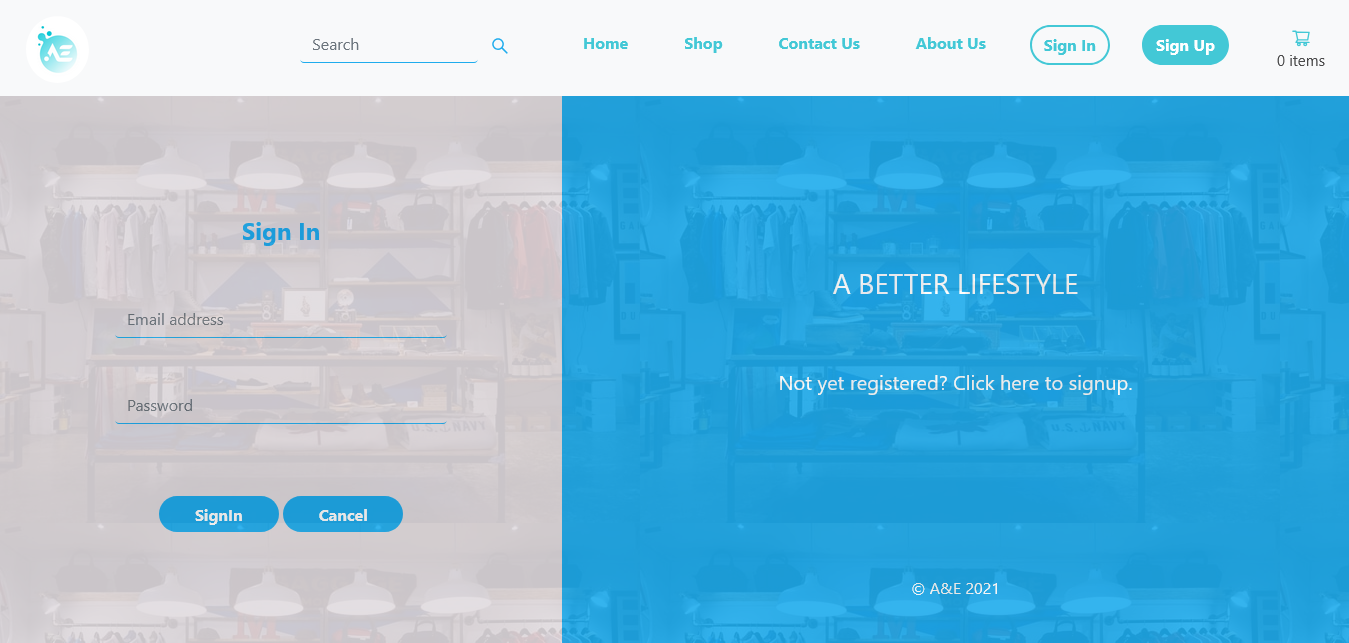 AE
Search
Home
Shop
Contact Us
About Us
Sign In
Sign Up
0 items
Sign In
Email address
Password
SignIn
Cancel
A BETTER LIFESTYLE
Not yet registered? Click here to signup.
© A&E 2021